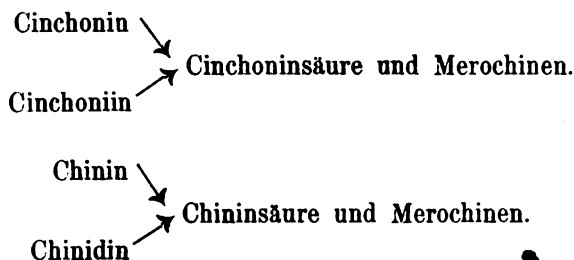 Cinchonin
Cinchoninsäure und Merochinen.
Cinchoniin
Chinin
Chininsäure und Merochinen.
Chinidin